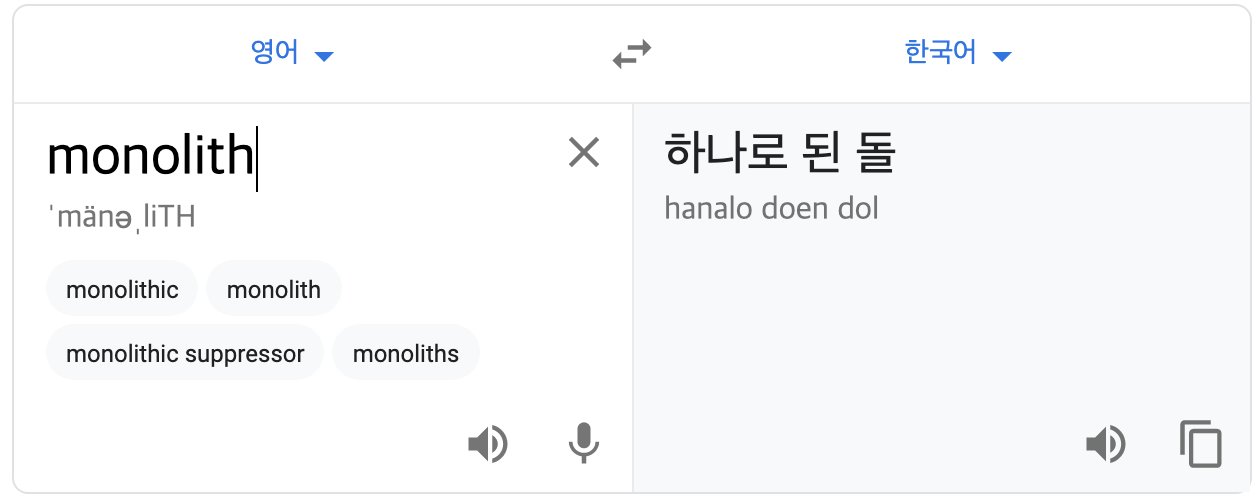 영어
한국어
monolith
ˈmänəˌliTH
monolithic
monolith
monolithic suppressor
monoliths
하나로 된 돌
hanalo doen dol